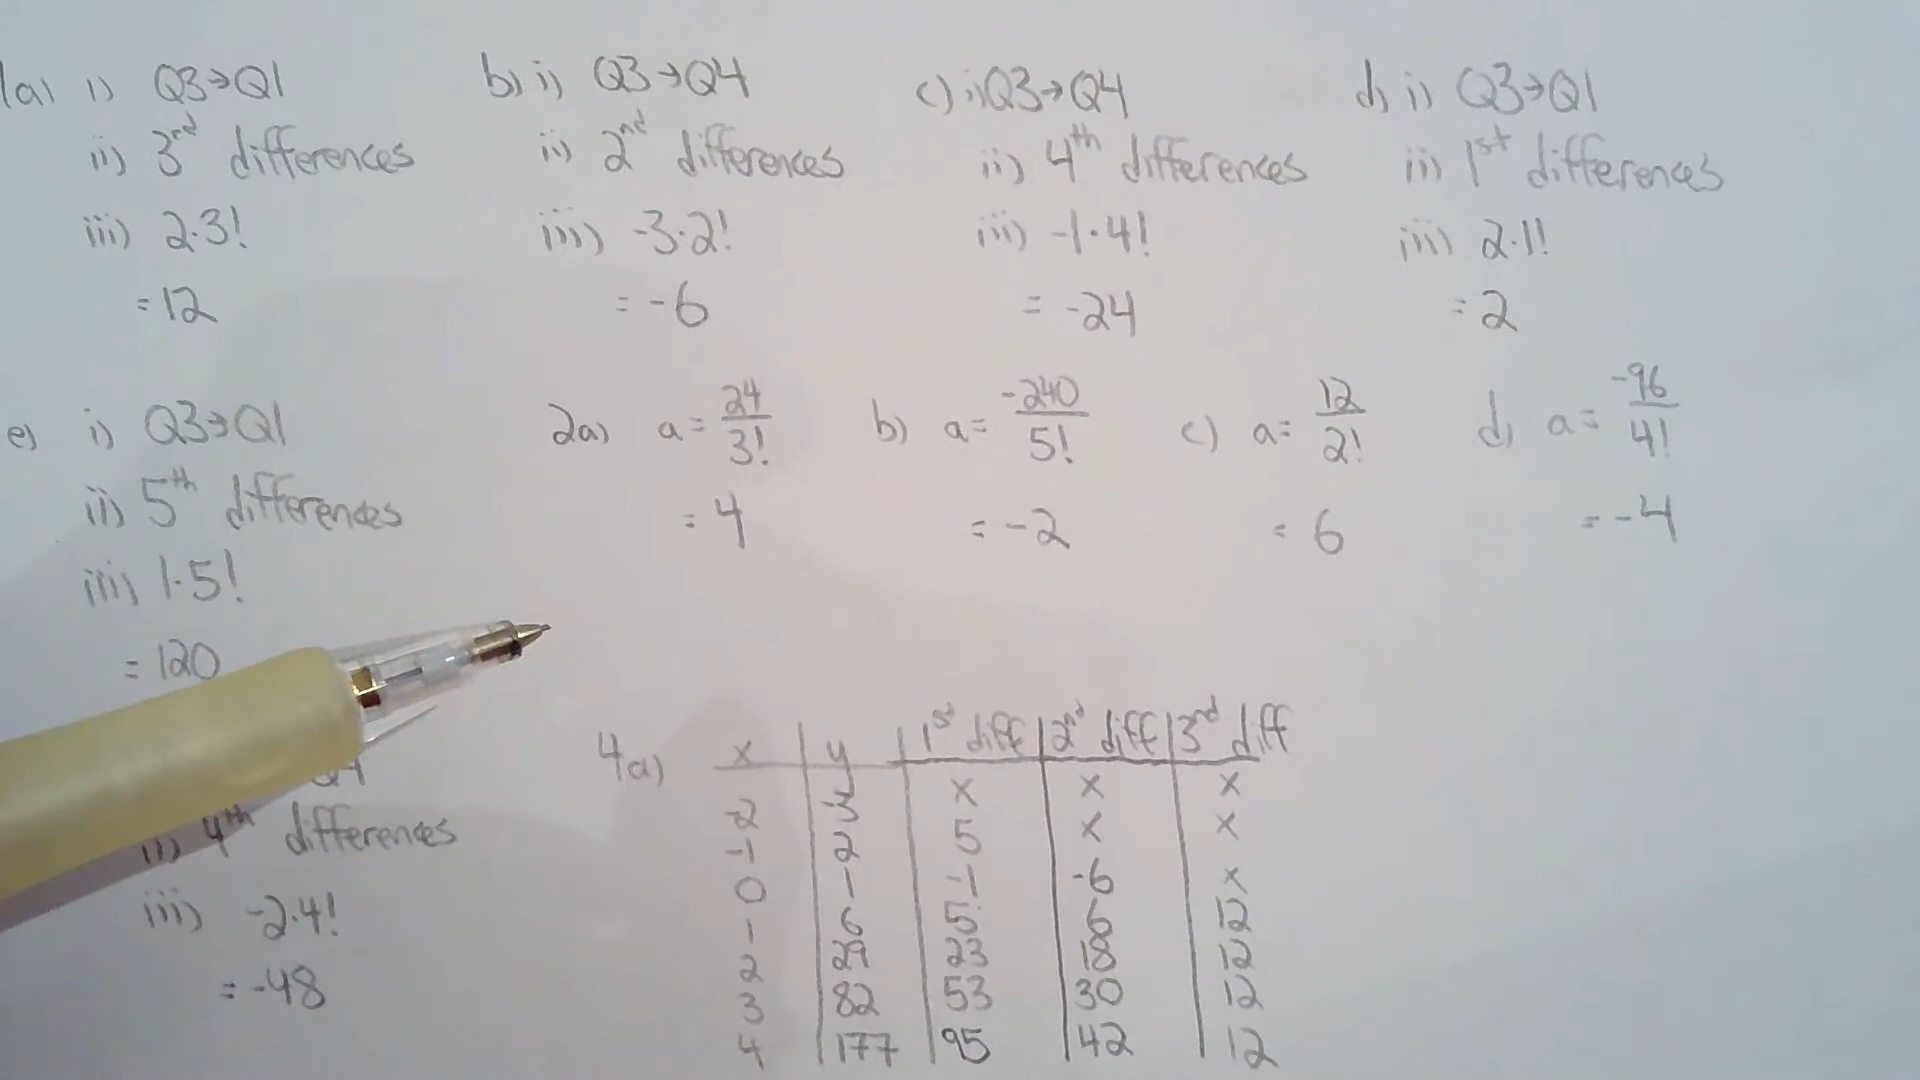 1a) i) Q3→Q1
ii) 3nd differences
iii) 2·3!
=12
b) i) Q3→Q4
ii) 2nd differences
iii) -3·2!
= -6
c) i) Q3→Q4
ii) 4th differences
iii) -1·4!
= -24
d) i) Q3→Q1
ii) 1st differences
iii) 2·1!
= 2
e) i) Q3→Q1
ii) 5th differences
iii) 1·5!
= 120
ii) 4th differences
iii) -2·4!
= -48
2a) a = 24/3!
= 4
b) a = -240/5!
= -2
c) a = 12/2!
= 6
d) a = -96/4!
= -4
4a) x y 1st diff 2nd diff 3nd diff
-2 x x x
-1 2 5 x x
0 1 -1 -6 x
1 6 5 6 12
2 29 23 18 12
3 82 53 30 12
4 177 95 42 12